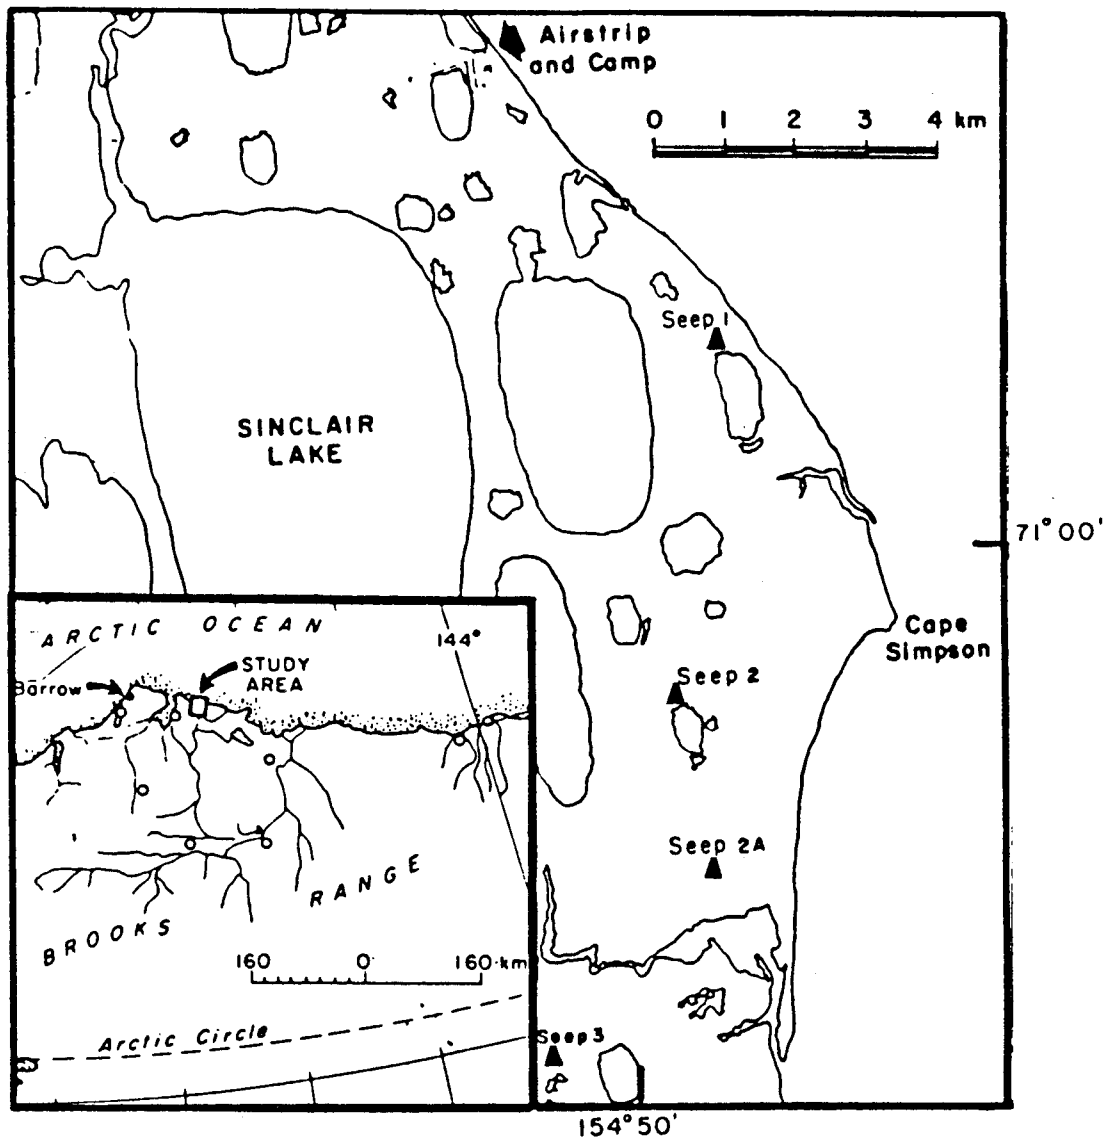 Airstrip
and Camp
0 1 2 3 4 km
Seep 1
SINCLAIR
LAKE
71°00'
Cape
Simpson
Seep 2
Seep 2A
Seep 3
154°50'
ARCTIC OCEAN
144°
STUDY
AREA
Barrow
BROOKS RANGE
160 0 160 km
Arctic Circle